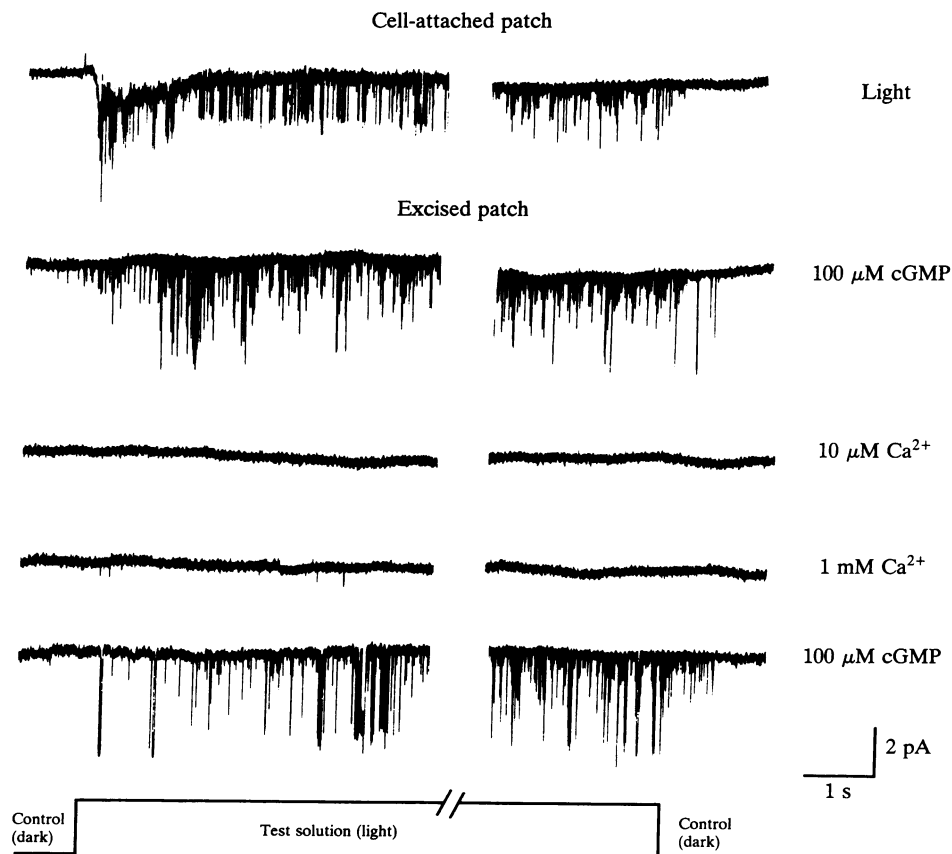 Cell-attached patch
Light
Excised patch
100 μM cGMP
10 μM Ca²⁺
1 mM Ca²⁺
100 μM cGMP
2 pA
1 s
Control
(dark)
Test solution (light)
Control
(dark)